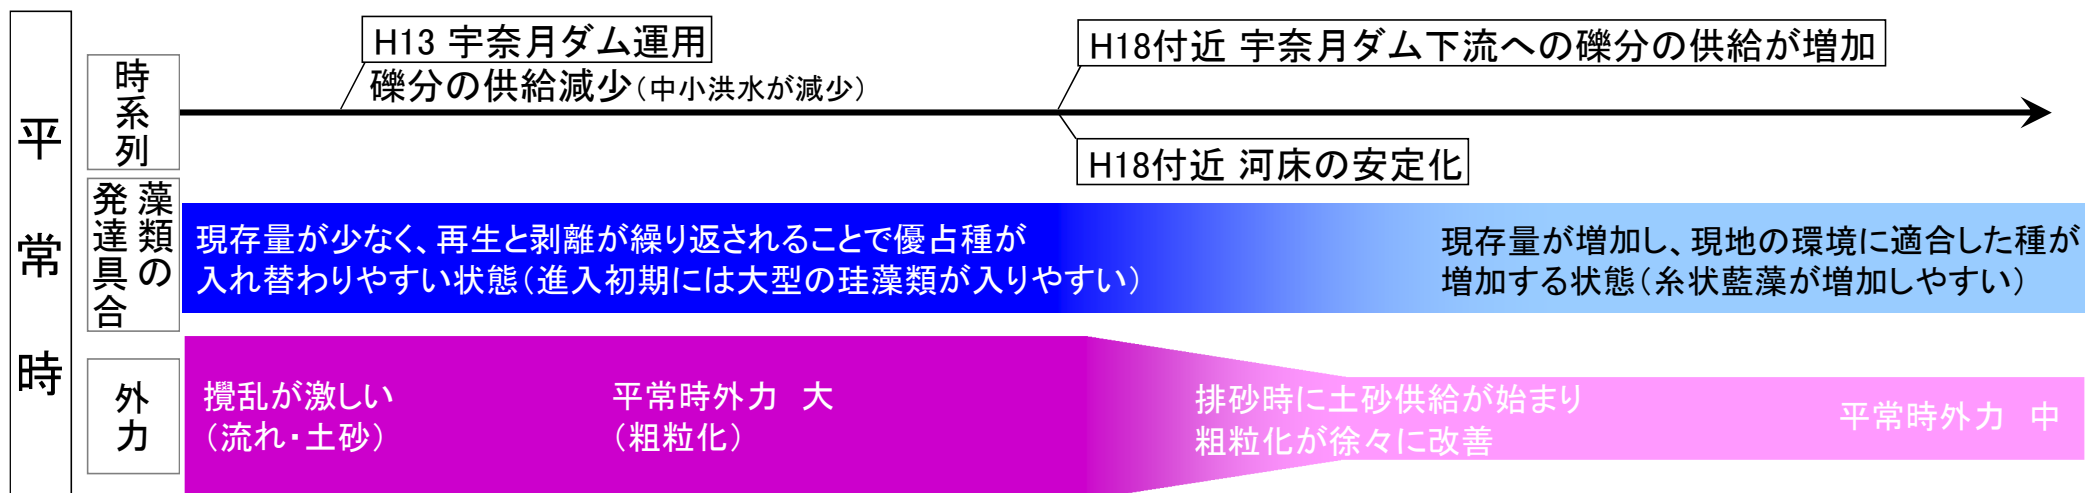 平常時
時系列
H13 宇奈月ダム運用
礫分の供給減少（中小洪水が減少）
H18付近 宇奈月ダム下流への礫分の供給が増加
H18付近 河床の安定化
藻類の
発達具合
現存量が少なく、再生と剥離が繰り返されることで優占種が
入れ替わりやすい状態（進入初期には大型の珪藻類が入りやすい）
現存量が増加し、現地の環境に適合した種が
増加する状態（糸状藍藻が増加しやすい）
外力
攪乱が激しい
（流れ・土砂）
平常時外力　大
（粗粒化）
排砂時に土砂供給が始まり
粗粒化が徐々に改善
平常時外力　中